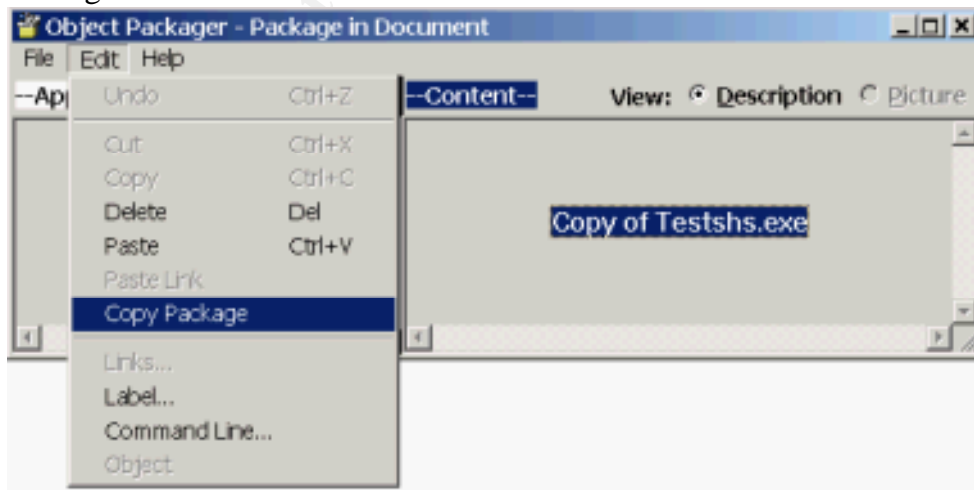 Object Packager - Package in Document
File Edit Help
--Ap
--Content-- View: Description Picture
Undo Ctrl+Z
Cut Ctrl+X
Copy Ctrl+C
Delete Del
Paste Ctrl+V
Paste Link
Copy Package
Links...
Label...
Command Line...
Object
Copy of Testshs.exe